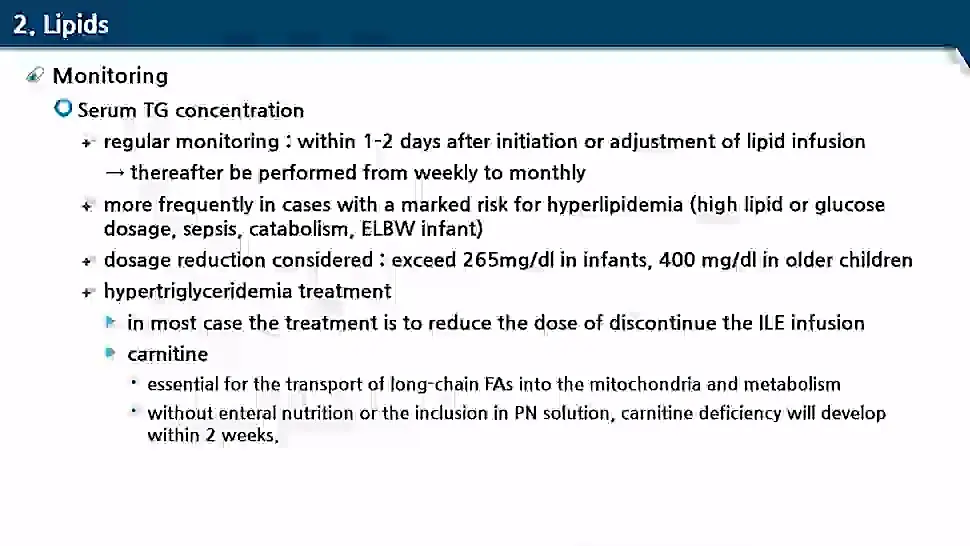 2. Lipids
Monitoring
Serum TG concentration
regular monitoring : within 1-2 days after initiation or adjustment of lipid infusion
→ thereafter be performed from weekly to monthly
more frequently in cases with a marked risk for hyperlipidemia (high lipid or glucose
dosage, sepsis, catabolism, ELBW infant)
dosage reduction considered : exceed 265mg/dl in infants, 400 mg/dl in older children
hypertriglyceridemia treatment
in most case the treatment is to reduce the dose of discontinue the ILE infusion
carnitine
• essential for the transport of long-chain FAs into the mitochondria and metabolism
• without enteral nutrition or the inclusion in PN solution, carnitine deficiency will develop
within 2 weeks.